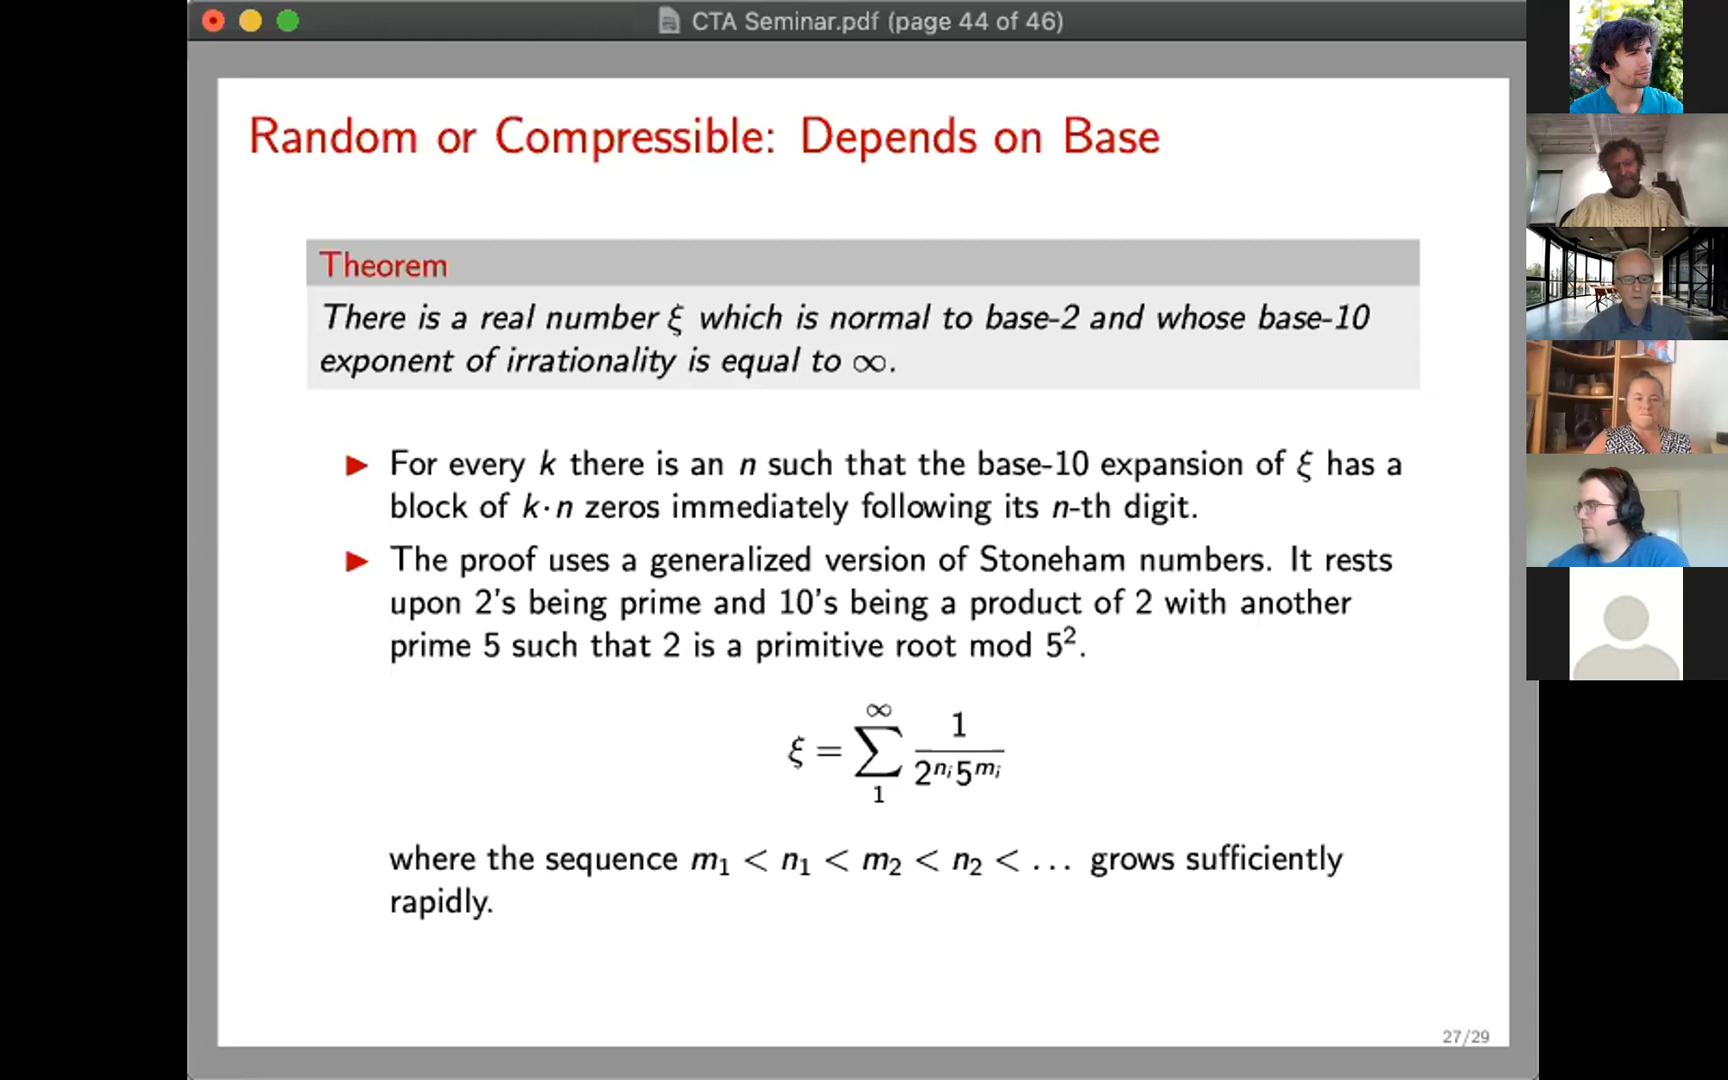 CTA Seminar.pdf (page 44 of 46)
Random or Compressible: Depends on Base
Theorem
There is a real number ξ which is normal to base-2 and whose base-10
exponent of irrationality is equal to ∞.
▶ For every k there is an n such that the base-10 expansion of ξ has a
block of k·n zeros immediately following its n-th digit.
▶ The proof uses a generalized version of Stoneham numbers. It rests
upon 2's being prime and 10's being a product of 2 with another
prime 5 such that 2 is a primitive root mod 5².
ξ = ∑_{1}^{∞} \frac{1}{2^{n_i}5^{m_i}}
where the sequence m₁ < n₁ < m₂ < n₂ < ... grows sufficiently
rapidly.
27/29